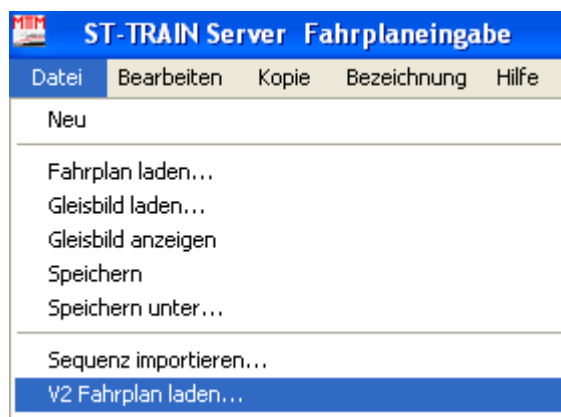 MTM
ST-TRAIN Server Fahrplaneingabe
Datei Bearbeiten Kopie Bezeichnung Hilfe
Neu
Fahrplan laden...
Gleisbild laden...
Gleisbild anzeigen
Speichern
Speichern unter...
Sequenz importieren...
V2 Fahrplan laden...